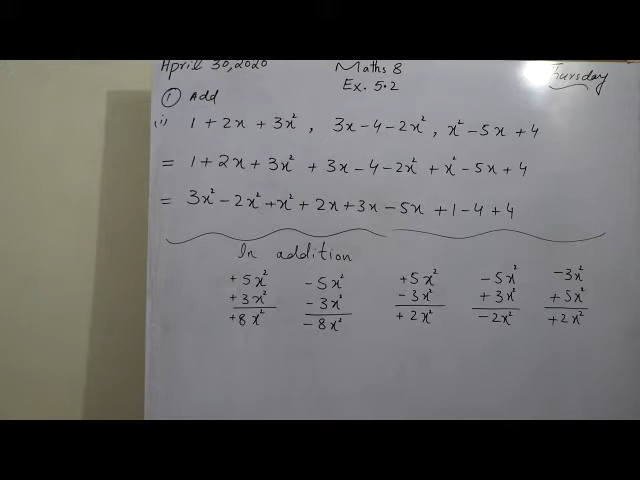 April 30,2020 Maths 8 Thursday
Ex. 5.2
① Add
(i) 1 + 2x + 3x², 3x - 4 - 2x², x² - 5x + 4
= 1 + 2x + 3x² + 3x - 4 - 2x² + x² - 5x + 4
= 3x² - 2x² + x² + 2x + 3x - 5x + 1 - 4 + 4
In addition
+5x² -5x² +5x² -5x² -3x²
+3x² -3x² -3x² +3x² +5x²
+8x² -8x² +2x² -2x² +2x²